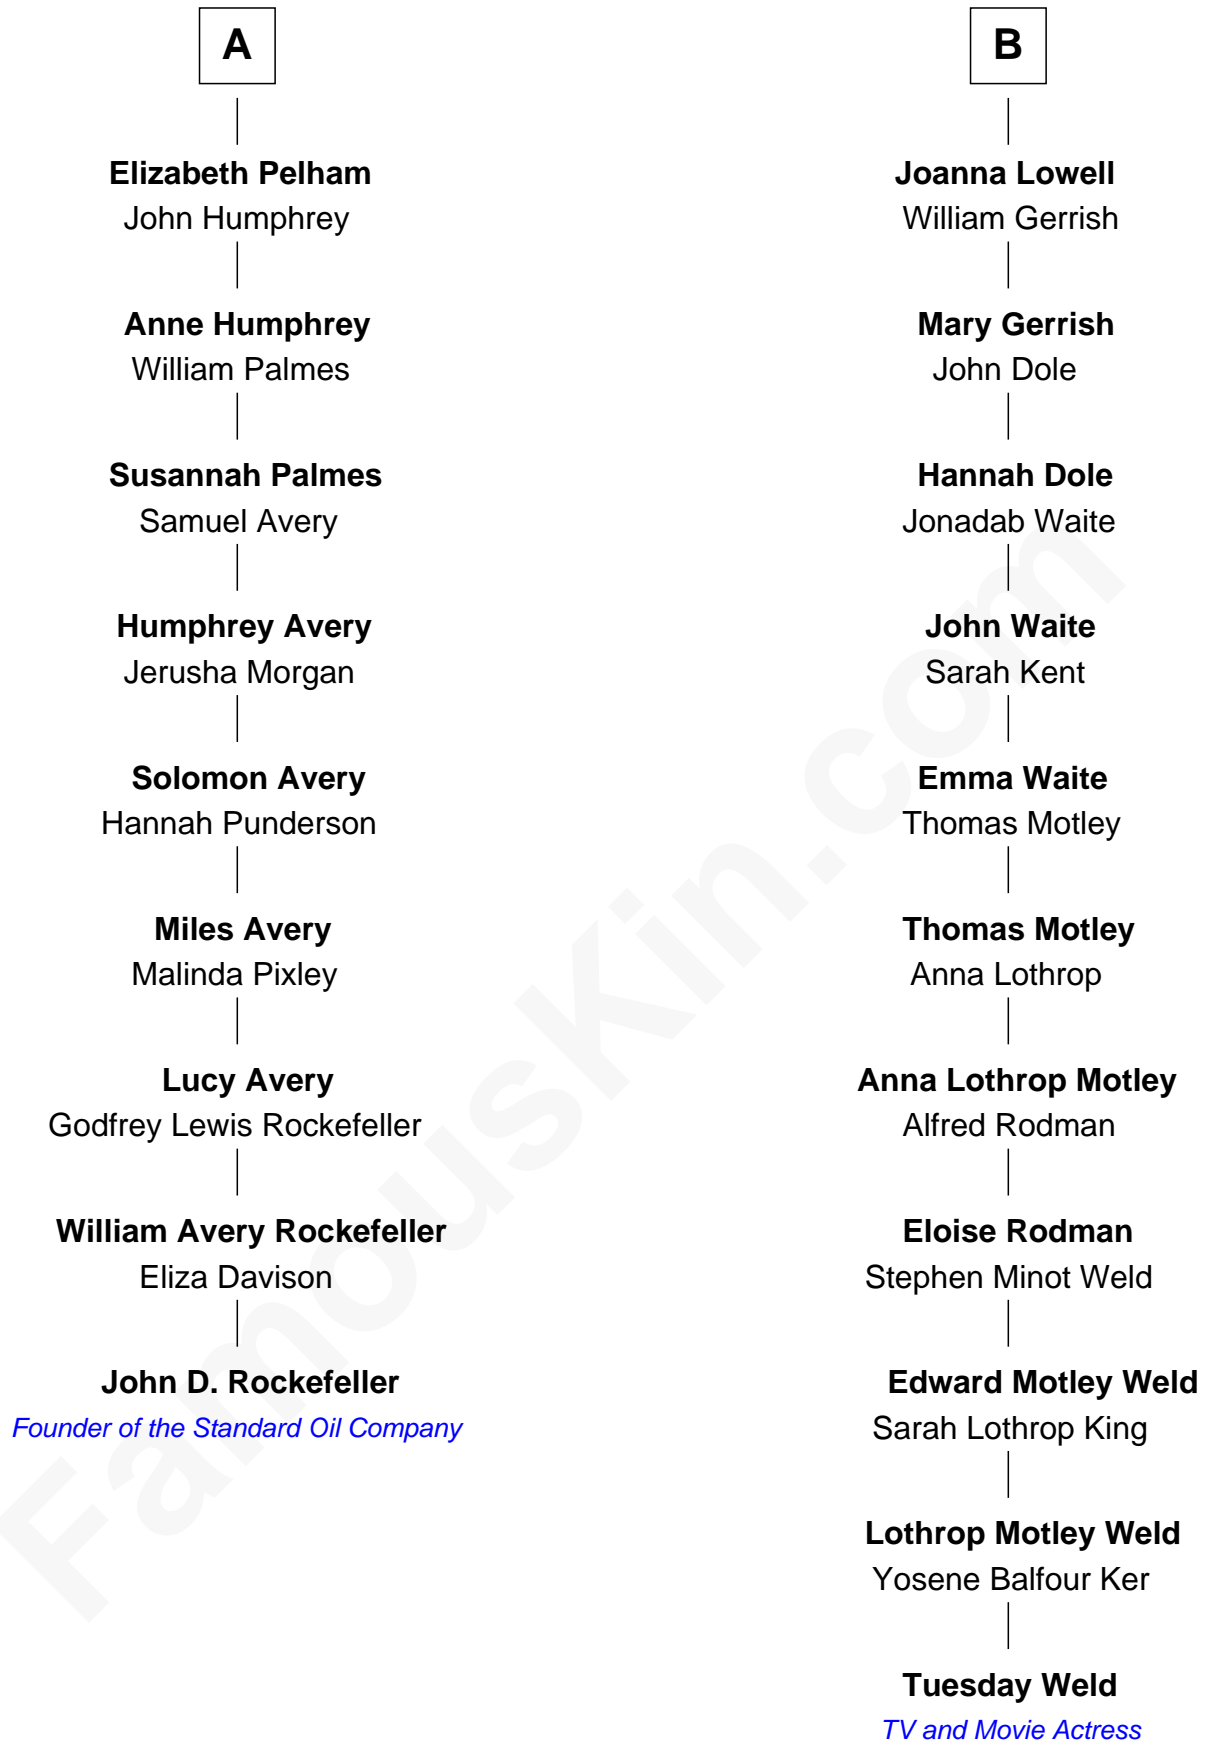 A
Elizabeth Pelham
John Humphrey
Anne Humphrey
William Palmes
Susannah Palmes
Samuel Avery
Humphrey Avery
Jerusha Morgan
Solomon Avery
Hannah Punderson
Miles Avery
Malinda Pixley
Lucy Avery
Godfrey Lewis Rockefeller
William Avery Rockefeller
Eliza Davison
John D. Rockefeller
Founder of the Standard Oil Company
B
Joanna Lowell
William Gerrish
Mary Gerrish
John Dole
Hannah Dole
Jonadab Waite
John Waite
Sarah Kent
Emma Waite
Thomas Motley
Thomas Motley
Anna Lothrop
Anna Lothrop Motley
Alfred Rodman
Eloise Rodman
Stephen Minot Weld
Edward Motley Weld
Sarah Lothrop King
Lothrop Motley Weld
Yosene Balfour Ker
Tuesday Weld
TV and Movie Actress
FamousKin.com